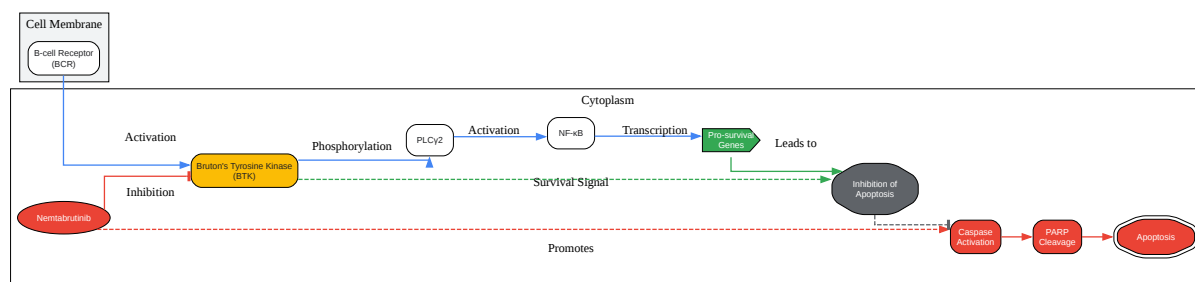 Cell Membrane
B-cell Receptor
(BCR)
Cytoplasm
Activation
Bruton's Tyrosine Kinase
(BTK)
Inhibition
Nemtabrutinib
Phosphorylation
PLCγ2
Activation
NF-κB
Transcription
Pro-survival
Genes
Leads to
Survival Signal
Inhibition of
Apoptosis
Promotes
Caspase
Activation
PARP
Cleavage
Apoptosis